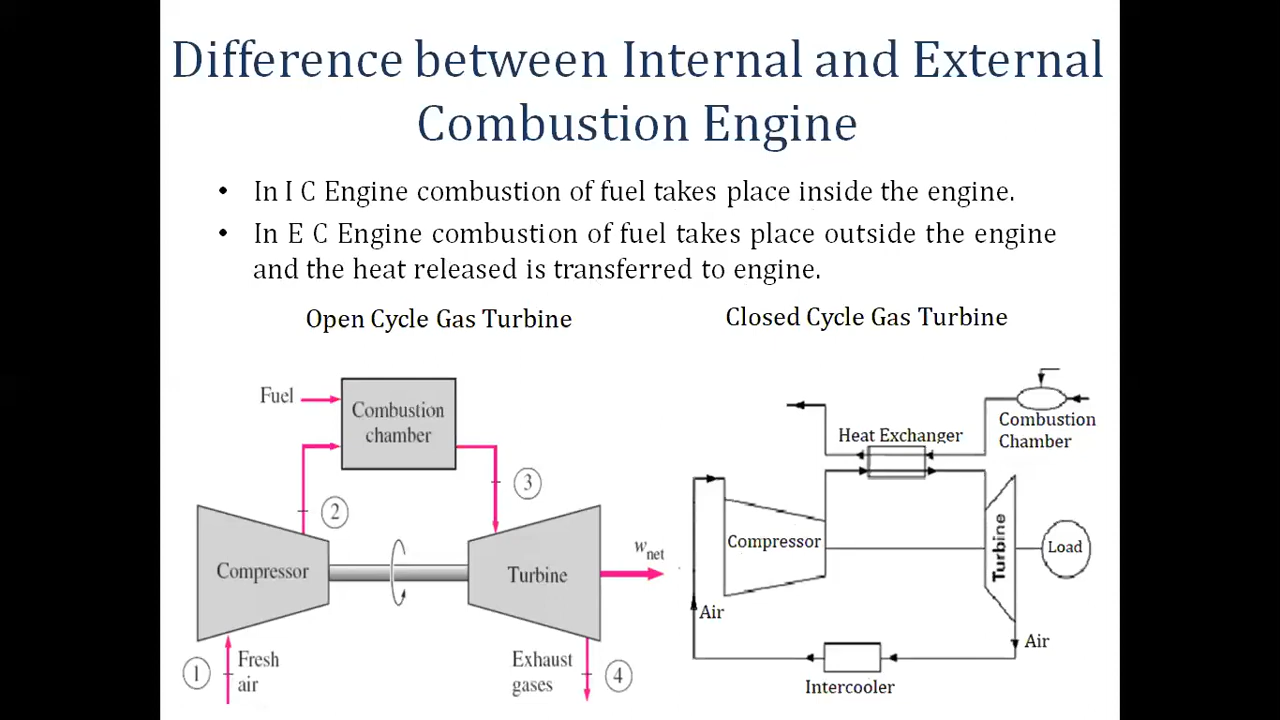 Difference between Internal and External
Combustion Engine
• In I C Engine combustion of fuel takes place inside the engine.
• In E C Engine combustion of fuel takes place outside the engine
and the heat released is transferred to engine.
Open Cycle Gas Turbine
Closed Cycle Gas Turbine
Fuel
Combustion
chamber
2
3
Compressor
Turbine
wnet
1
Fresh
air
Exhaust
gases
4
Combustion
Chamber
Heat Exchanger
Compressor
Turbine
Load
Air
Air
Intercooler